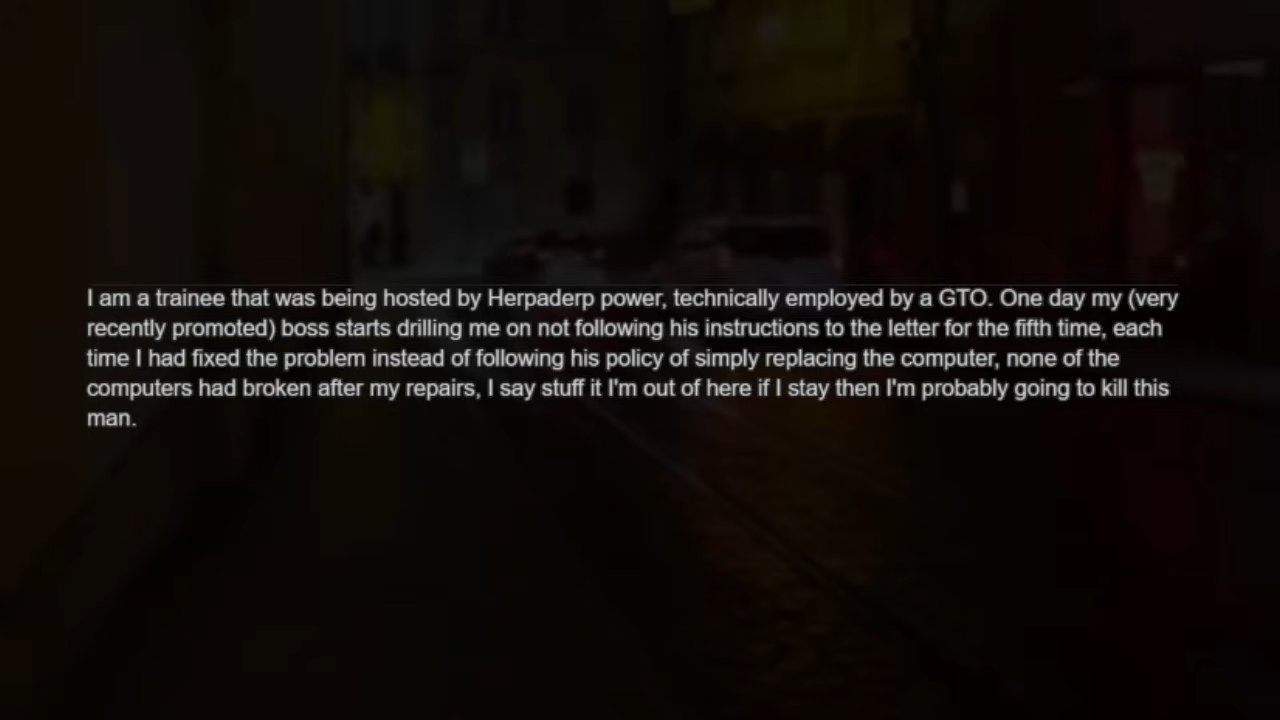 I am a trainee that was being hosted by Herpaderp power, technically employed by a GTO. One day my (very
recently promoted) boss starts drilling me on not following his instructions to the letter for the fifth time, each
time I had fixed the problem instead of following his policy of simply replacing the computer, none of the
computers had broken after my repairs, I say stuff it I'm out of here if I stay then I'm probably going to kill this
man.